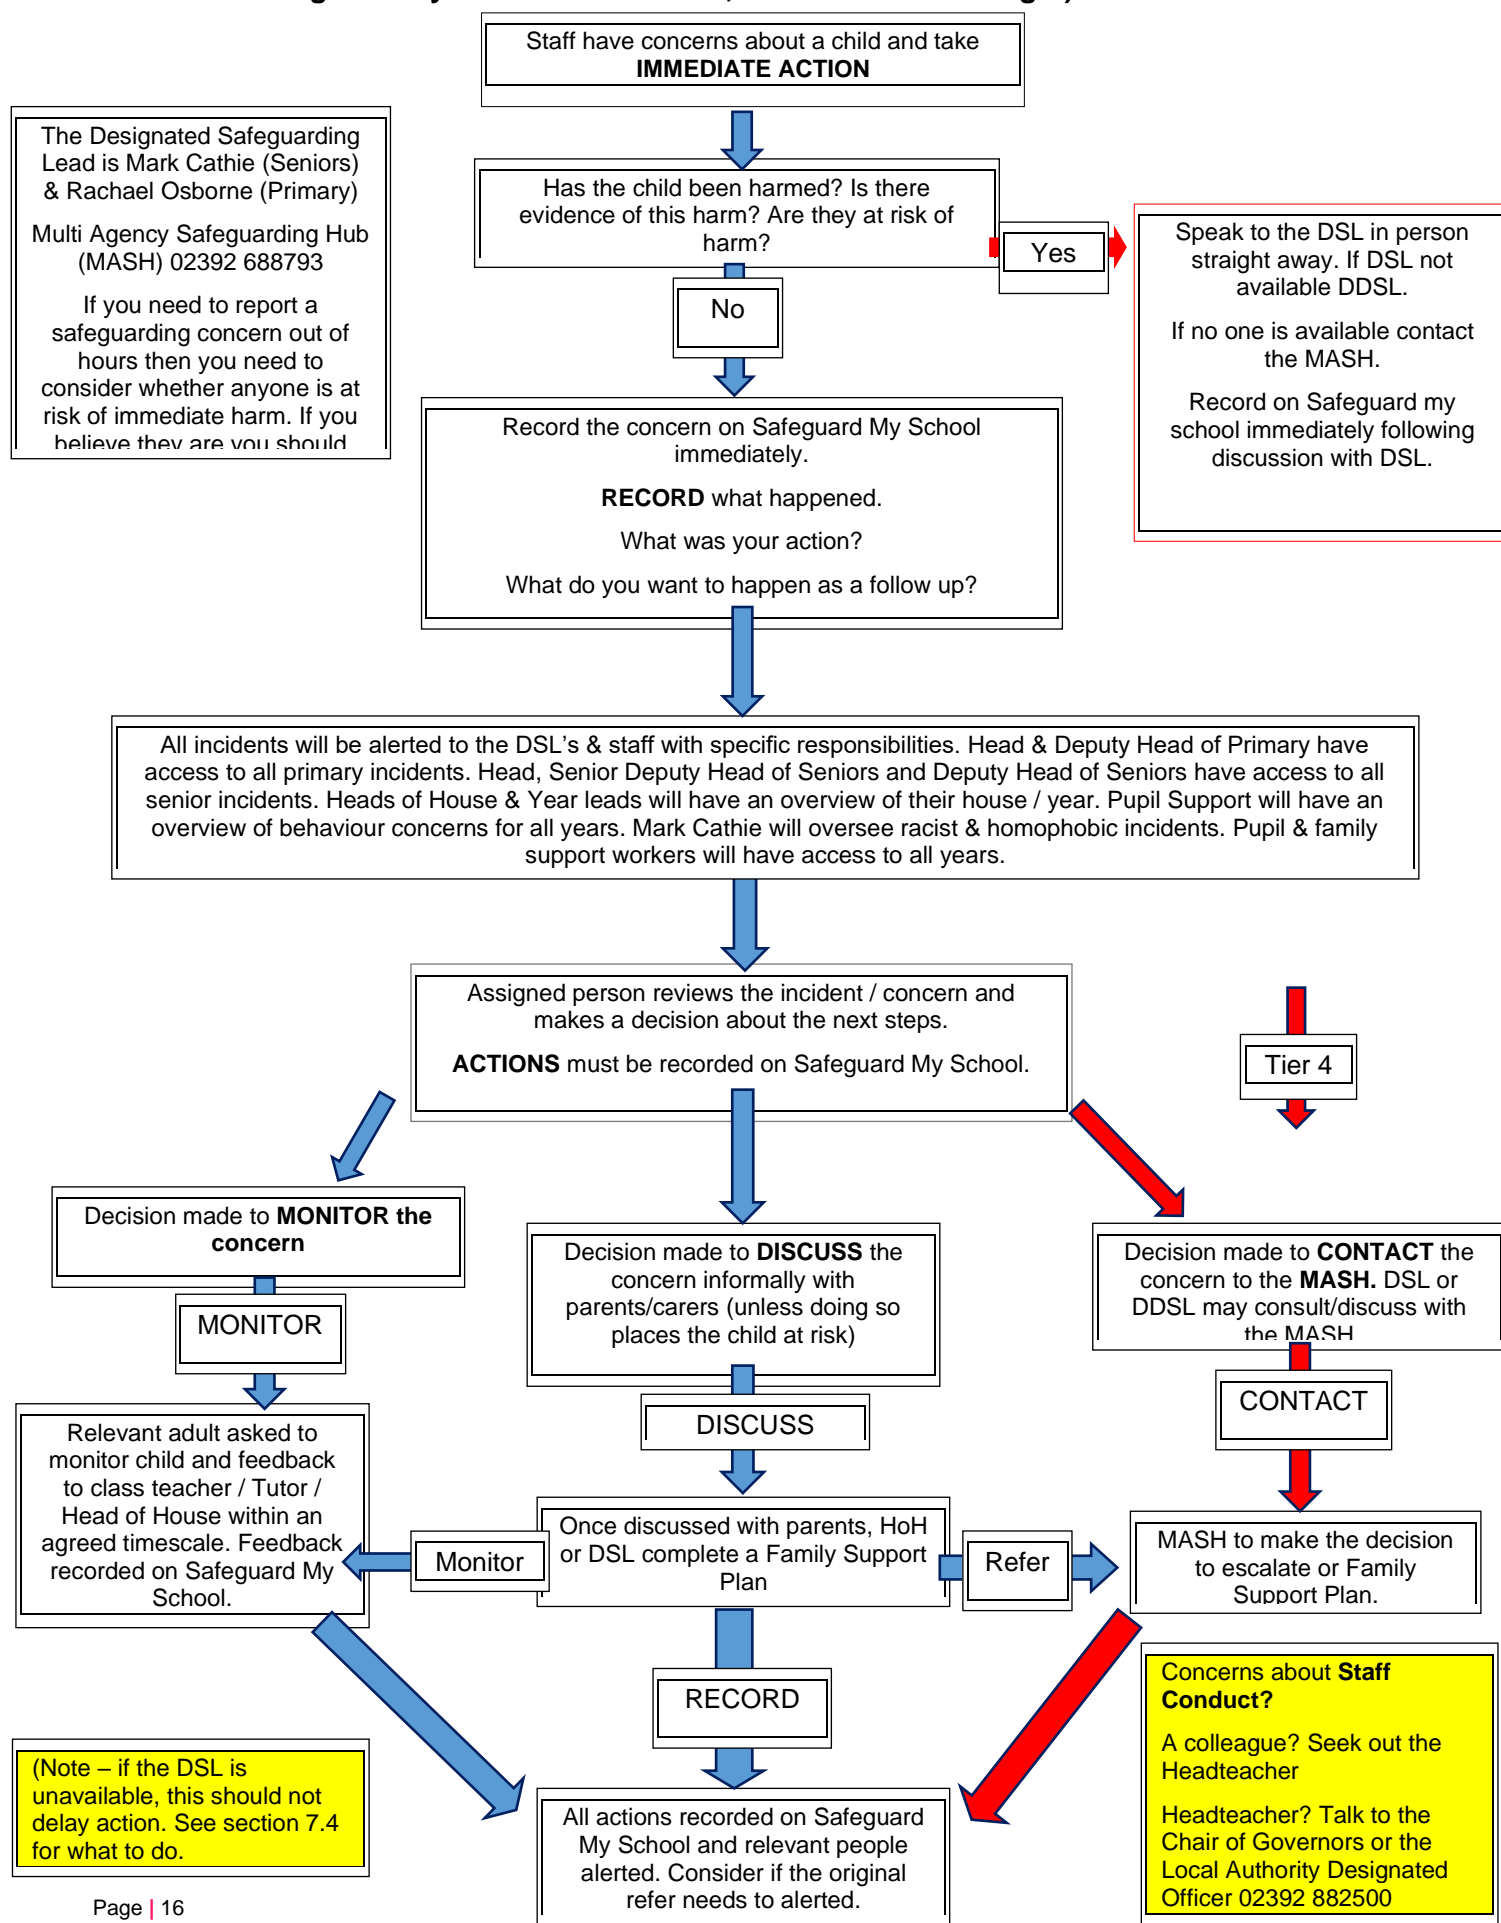 Staff have concerns about a child and take
IMMEDIATE ACTION
The Designated Safeguarding
Lead is Mark Cathie (Seniors)
& Rachael Osborne (Primary)
Multi Agency Safeguarding Hub
(MASH) 02392 688793
If you need to report a
safeguarding concern out of
hours then you need to
consider whether anyone is at
risk of immediate harm. If you
believe they are you should
Has the child been harmed? Is there
evidence of this harm? Are they at risk of
harm?
Yes
Speak to the DSL in person
straight away. If DSL not
available DDSL.
If no one is available contact
the MASH.
Record on Safeguard my
school immediately following
discussion with DSL.
No
Record the concern on Safeguard My School
immediately.
RECORD what happened.
What was your action?
What do you want to happen as a follow up?
All incidents will be alerted to the DSL's & staff with specific responsibilities. Head & Deputy Head of Primary have
access to all primary incidents. Head, Senior Deputy Head of Seniors and Deputy Head of Seniors have access to all
senior incidents. Heads of House & Year leads will have an overview of their house / year. Pupil Support will have an
overview of behaviour concerns for all years. Mark Cathie will oversee racist & homophobic incidents. Pupil & family
support workers will have access to all years.
Assigned person reviews the incident / concern and
makes a decision about the next steps.
ACTIONS must be recorded on Safeguard My School.
Tier 4
Decision made to MONITOR the
concern
Decision made to DISCUSS the
concern informally with
parents/carers (unless doing so
places the child at risk)
Decision made to CONTACT the
concern to the MASH. DSL or
DDSL may consult/discuss with
the MASH
MONITOR
DISCUSS
CONTACT
Relevant adult asked to
monitor child and feedback
to class teacher / Tutor /
Head of House within an
agreed timescale. Feedback
recorded on Safeguard My
School.
Monitor
Once discussed with parents, HoH
or DSL complete a Family Support
Plan
Refer
MASH to make the decision
to escalate or Family
Support Plan.
RECORD
Concerns about Staff
Conduct?
A colleague? Seek out the
Headteacher
Headteacher? Talk to the
Chair of Governors or the
Local Authority Designated
Officer 02392 882500
(Note – if the DSL is
unavailable, this should not
delay action. See section 7.4
for what to do.
All actions recorded on Safeguard
My School and relevant people
alerted. Consider if the original
refer needs to alerted.
Page | 16